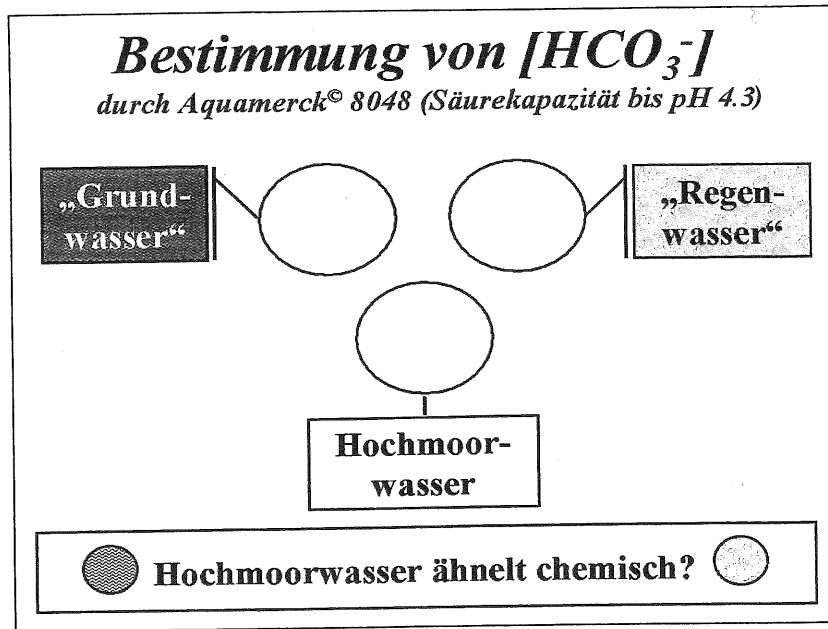 Bestimmung von [HCO₃⁻]
durch Aquamerck© 8048 (Säurekapazität bis pH 4.3)
„Grund-
wasser“
„Regen-
wasser“
Hochmoor-
wasser
Hochmoorwasser ähnelt chemisch?